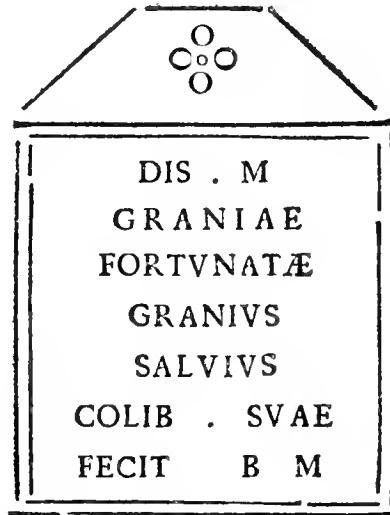 DIS . M
GRANIAE
FORTVNATÆ
GRANIVS
SALVIVS
COLIB . SVAE
FECIT B M